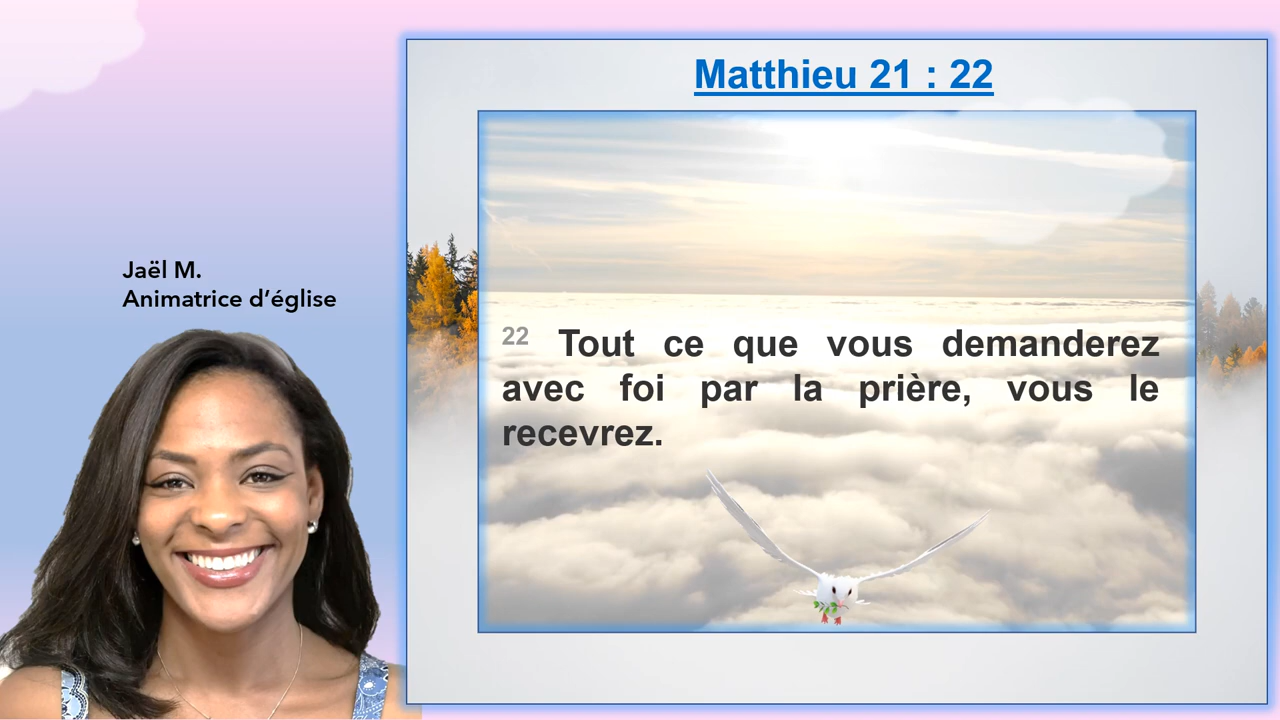 Matthieu 21 : 22
Jaël M.
Animatrice d’église
22 Tout ce que vous demanderez
avec foi par la prière, vous le
recevrez.